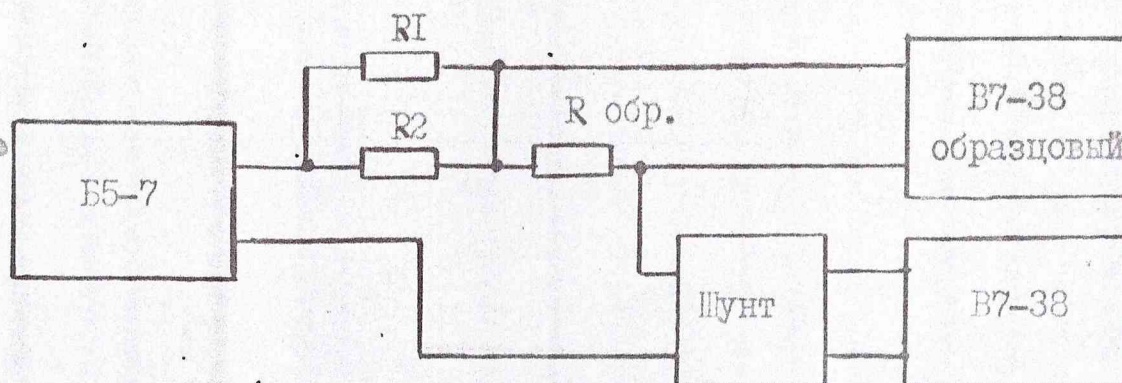 RI
R2
R обр.
В7-38
образцовый
Б5-7
Шунт
В7-38